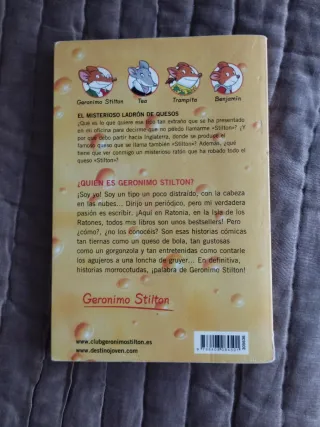 Geronimo Stilton
Tea
Trampita
Benjamín
EL MISTERIOSO LADRÓN DE QUESOS
¿Qué es lo que quiere ese tipo tan extraño que se ha presentado
en mi oficina para decirme que no puedo llamarme «Stilton»? ¿Y
por qué debo partir hacia Inglaterra, donde se produce el
famoso queso que se llama también «Stilton»? Además, ¿qué
tiene que ver conmigo un misterioso ratón que ha robado todo el
queso «Stilton»?
¿QUIÉN ES GERONIMO STILTON?
¡Soy yo! Soy un tipo un poco distraído, con la cabeza
en las nubes... Dirijo un periódico, pero mi verdadera
pasión es escribir. ¡Aquí en Ratonia, en la Isla de los
Ratones, todos mis libros son unos bestsellers! Pero
¿cómo?, ¿no los conocéis? Son esas historias cómicas
tan tiernas como un queso de bola, tan gustosas
como un gorgonzola y tan entretenidas como contarle
los agujeros a una loncha de gruyer... En definitiva,
historias morrocotudas, ¡palabra de Geronimo Stilton!
Geronimo Stilton
www.clubgeronimostilton.es
www.destinojoven.com